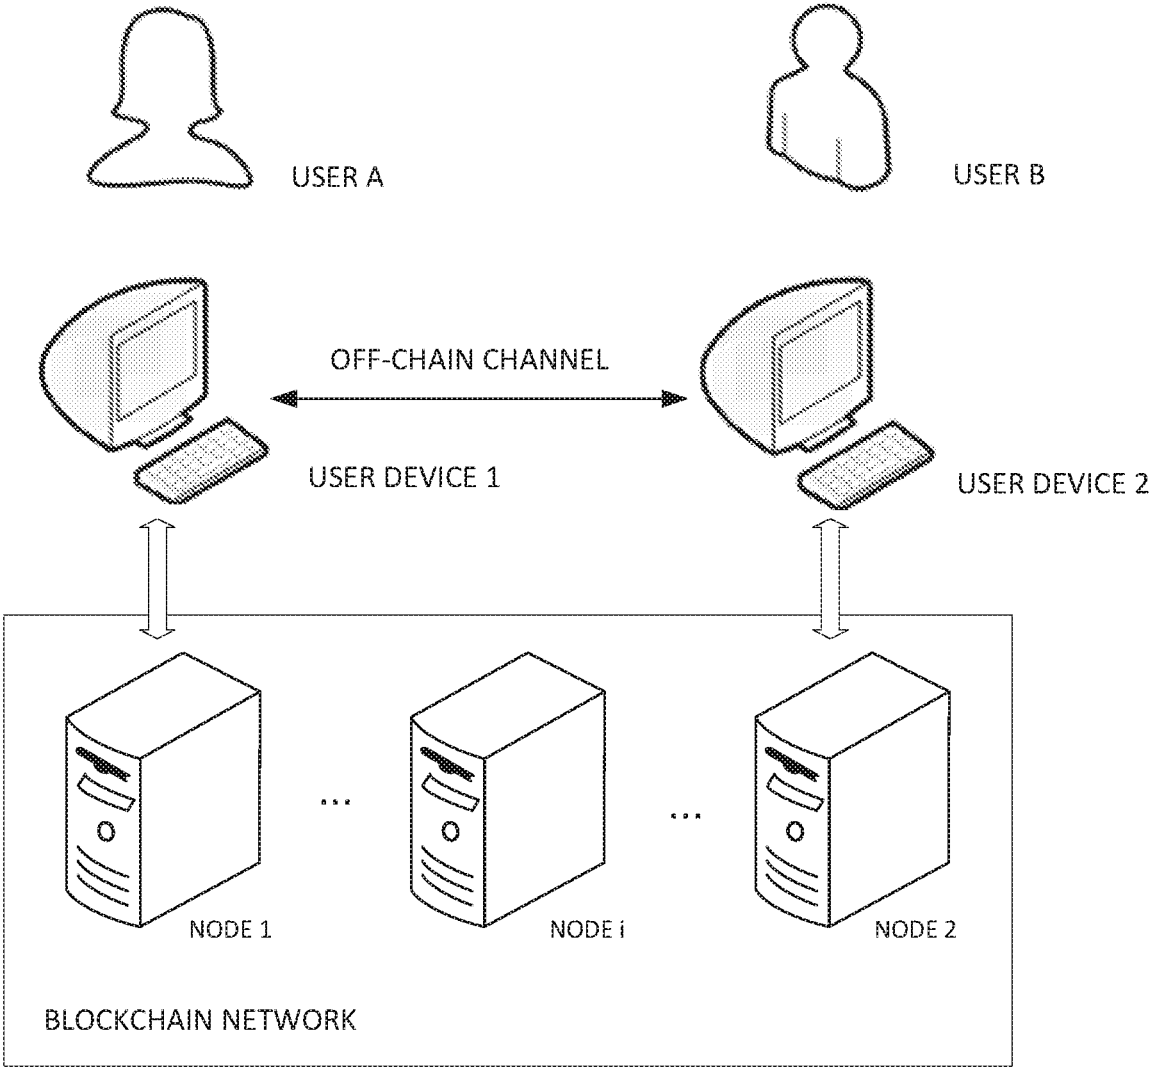 USER A
USER B
OFF-CHAIN CHANNEL
USER DEVICE 1
USER DEVICE 2
...
...
NODE 1
NODE i
NODE 2
BLOCKCHAIN NETWORK